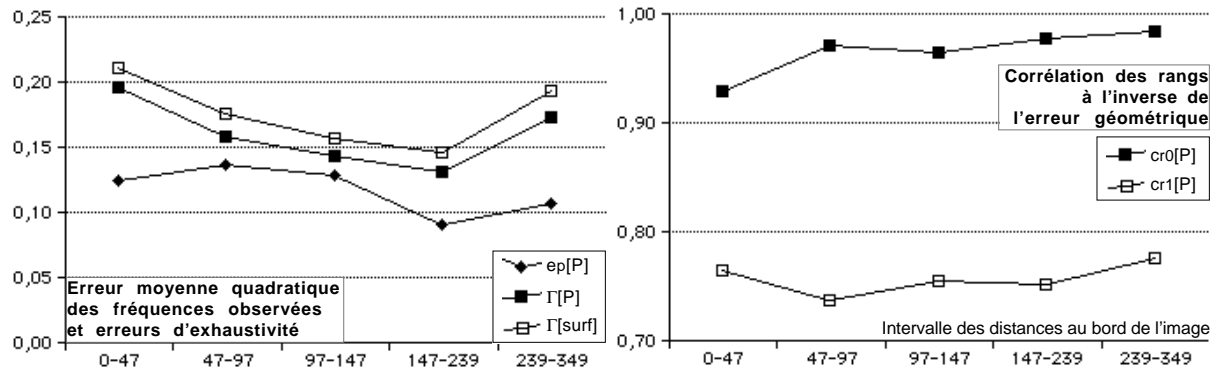 0,25
0,20
0,15
0,10
0,05
0,00
Erreur moyenne quadratique
des fréquences observées
et erreurs d'exhaustivité
ep[P]
Γ[P]
Γ[surf]
0-47 47-97 97-147 147-239 239-349
1,00
0,90
0,80
0,70
Corrélation des rangs
à l'inverse de
l'erreur géométrique
cr0[P]
cr1[P]
Intervalle des distances au bord de l'image
0-47 47-97 97-147 147-239 239-349